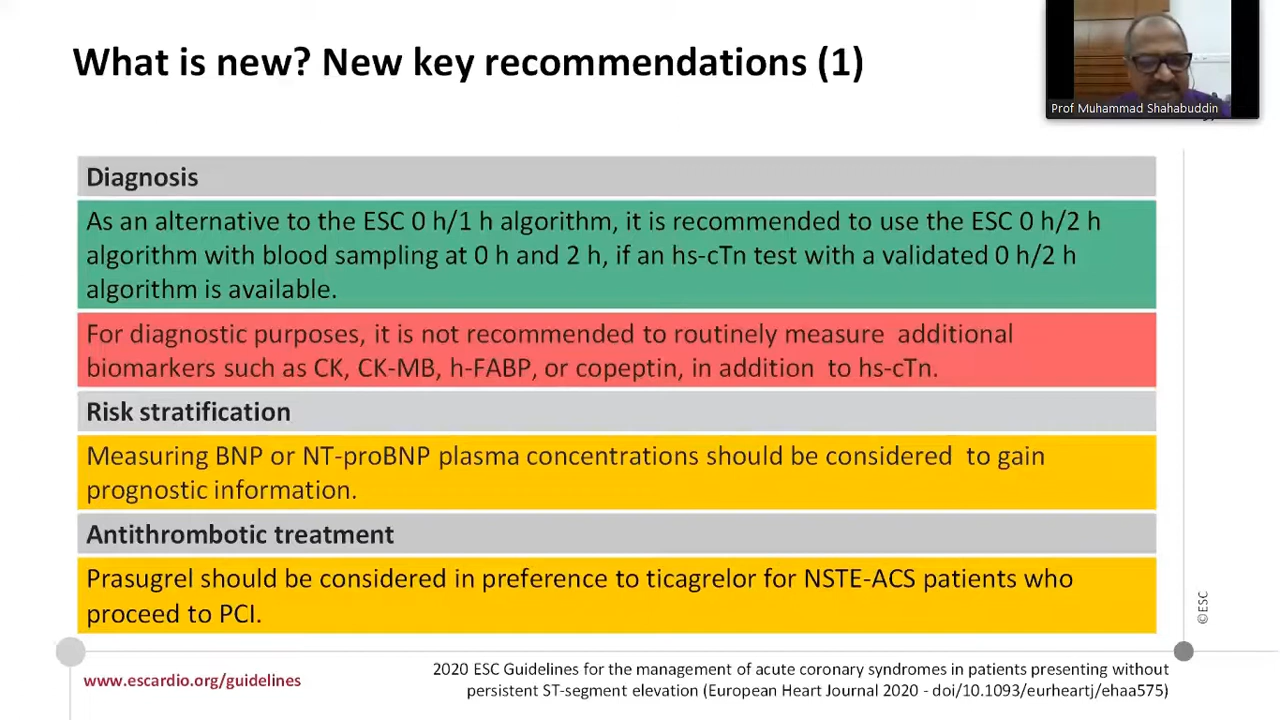 What is new? New key recommendations (1)
Prof Muhammad Shahabuddin
Diagnosis
As an alternative to the ESC 0 h/1 h algorithm, it is recommended to use the ESC 0 h/2 h
algorithm with blood sampling at 0 h and 2 h, if an hs-cTn test with a validated 0 h/2 h
algorithm is available.
For diagnostic purposes, it is not recommended to routinely measure additional
biomarkers such as CK, CK-MB, h-FABP, or copeptin, in addition to hs-cTn.
Risk stratification
Measuring BNP or NT-proBNP plasma concentrations should be considered to gain
prognostic information.
Antithrombotic treatment
Prasugrel should be considered in preference to ticagrelor for NSTE-ACS patients who
proceed to PCI.
©ESC
www.escardio.org/guidelines
2020 ESC Guidelines for the management of acute coronary syndromes in patients presenting without
persistent ST-segment elevation (European Heart Journal 2020 - doi/10.1093/eurheartj/ehaa575)